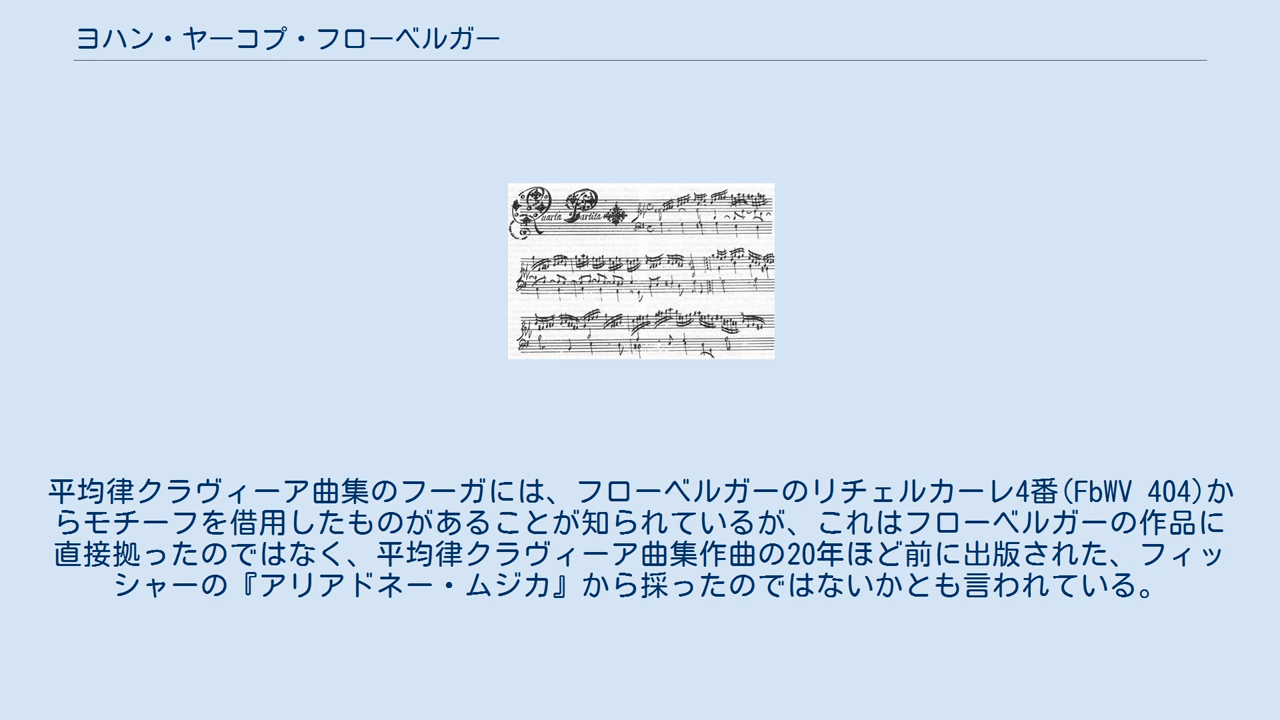 ヨハン・ヤーコプ・フローベルガー
Quarta Partita
平均律クラヴィーア曲集のフーガには、フローベルガーのリチェルカーレ4番(FbWV 404)か
らモチーフを借用したものがあることが知られているが、これはフローベルガーの作品に
直接拠ったのではなく、平均律クラヴィーア曲集作曲の20年ほど前に出版された、フィッ
シャーの『アリアドネー・ムジカ』から採ったのではないかとも言われている。